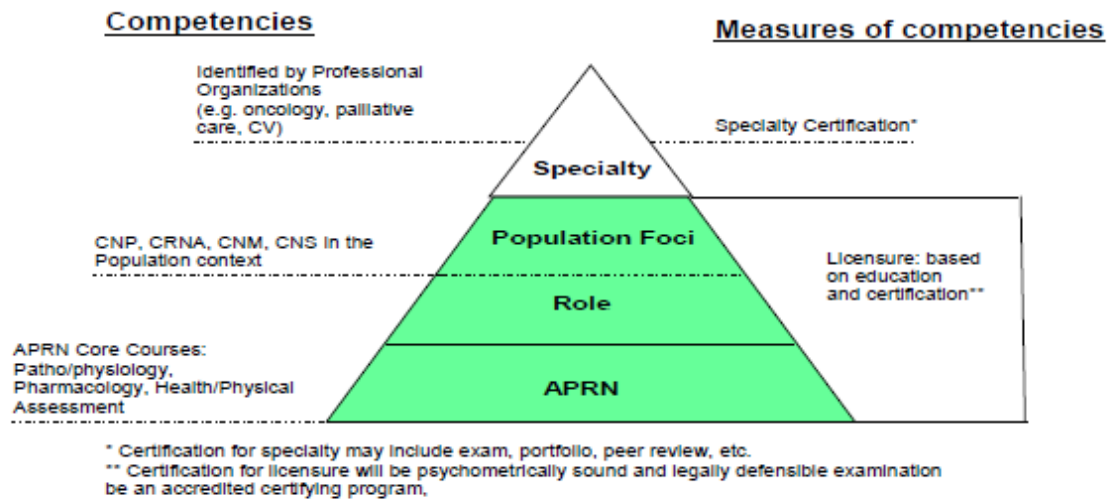 Competencies
Measures of competencies
Identified by Professional
Organizations
(e.g. oncology, palliative
care, CV)
Specialty Certification*
Specialty
CNP, CRNA, CNM, CNS in the
Population context
Population Foci
Licensure: based
on education
and certification**
Role
APRN Core Courses:
Patho/physiology,
Pharmacology, Health/Physical
Assessment
APRN
* Certification for specialty may include exam, portfolio, peer review, etc.
** Certification for licensure will be psychometrically sound and legally defensible examination
be an accredited certifying program,